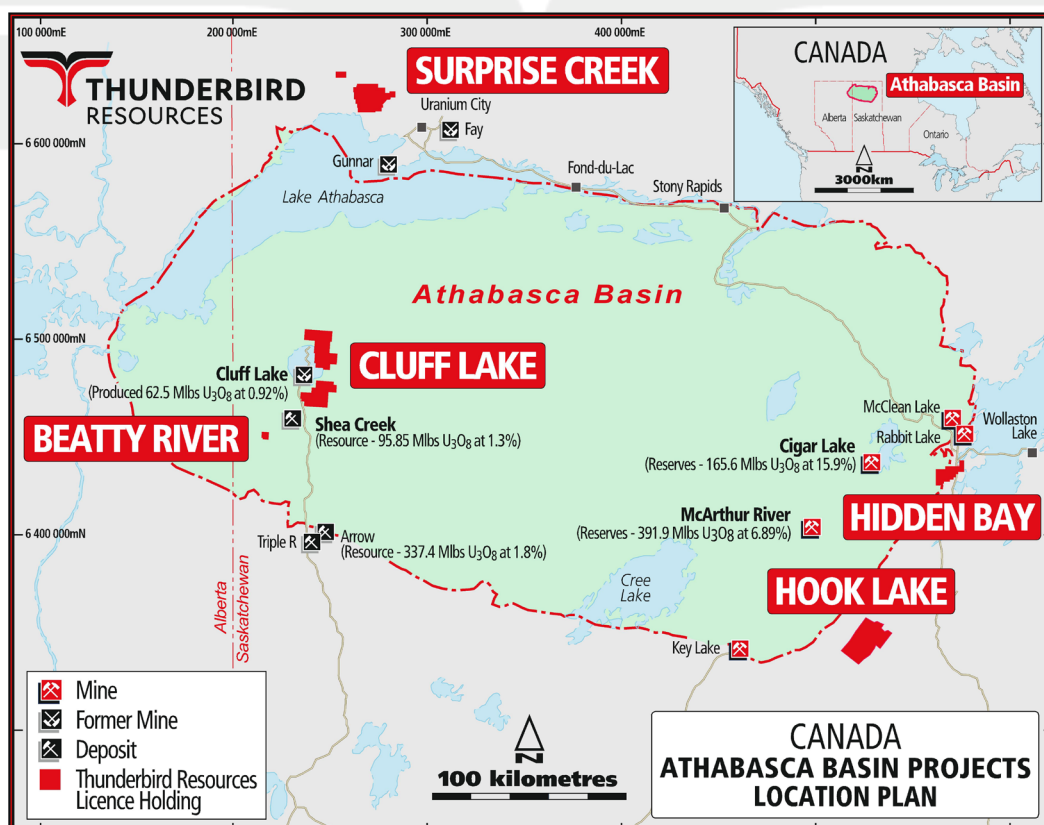 100 000mE
200 000mE
300 000mE
400 000mE
THUNDERBIRD
RESOURCES
SURPRISE CREEK
CANADA
Athabasca Basin
Alberta
Saskatchewan
Ontario
N
3000km
Uranium City
Fay
6 600 000mN
Gunnar
Fond-du-Lac
Stony Rapids
Lake Athabasca
Athabasca Basin
6 500 000mN
CLUFF LAKE
Cluff Lake
(Produced 62.5 Mlbs U₃O₈ at 0.92%)
Shea Creek
(Resource - 95.85 Mlbs U₃O₈ at 1.3%)
BEATTY RIVER
McClean Lake
Rabbit Lake
Wollaston
Lake
Cigar Lake
(Reserves - 165.6 Mlbs U₃O₈ at 15.9%)
HIDDEN BAY
McArthur River
(Reserves - 391.9 Mlbs U₃O₈ at 6.89%)
6 400 000mN
Triple R
Arrow
(Resource - 337.4 Mlbs U₃O₈ at 1.8%)
Cree
Lake
HOOK LAKE
Key Lake
Alberta
Saskatchewan
Mine
Former Mine
Deposit
Thunderbird Resources
Licence Holding
N
100 kilometres
CANADA
ATHABASCA BASIN PROJECTS
LOCATION PLAN